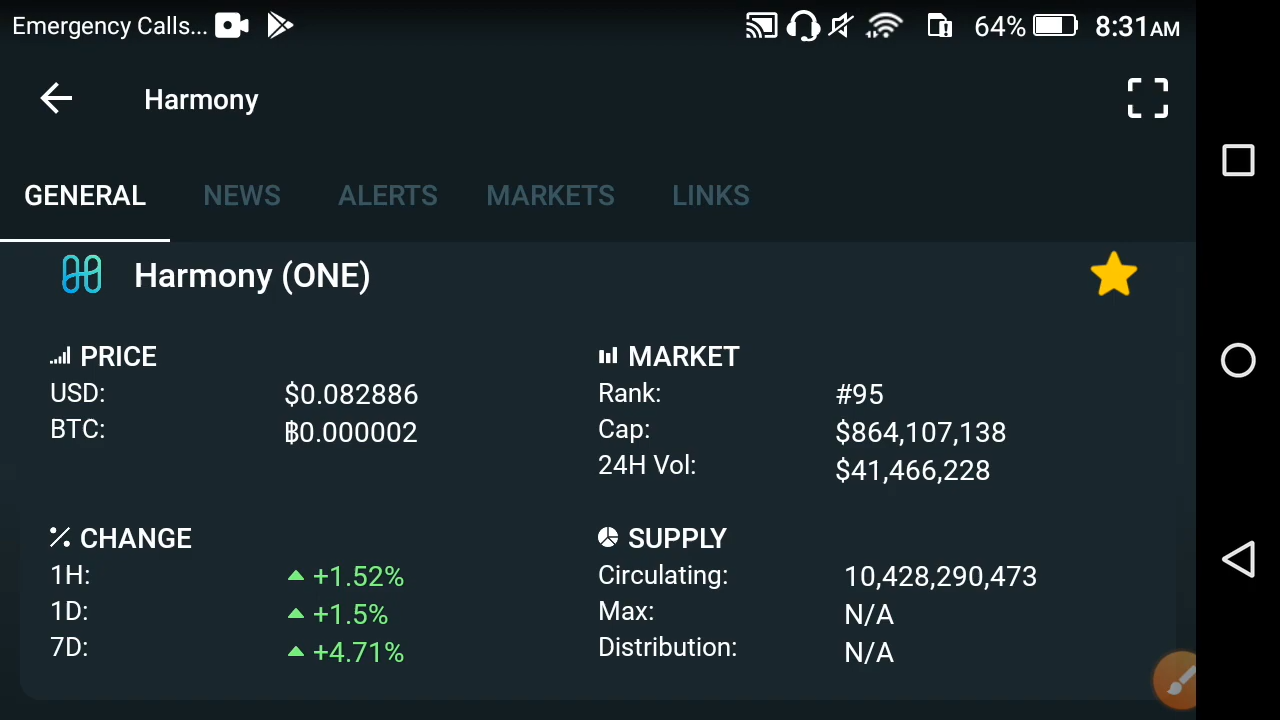 Emergency Calls... 64% 8:31AM
Harmony
GENERAL NEWS ALERTS MARKETS LINKS
Harmony (ONE)
PRICE
USD: $0.082886
BTC: ฿0.000002
MARKET
Rank: #95
Cap: $864,107,138
24H Vol: $41,466,228
CHANGE
1H: +1.52%
1D: +1.5%
7D: +4.71%
SUPPLY
Circulating: 10,428,290,473
Max: N/A
Distribution: N/A